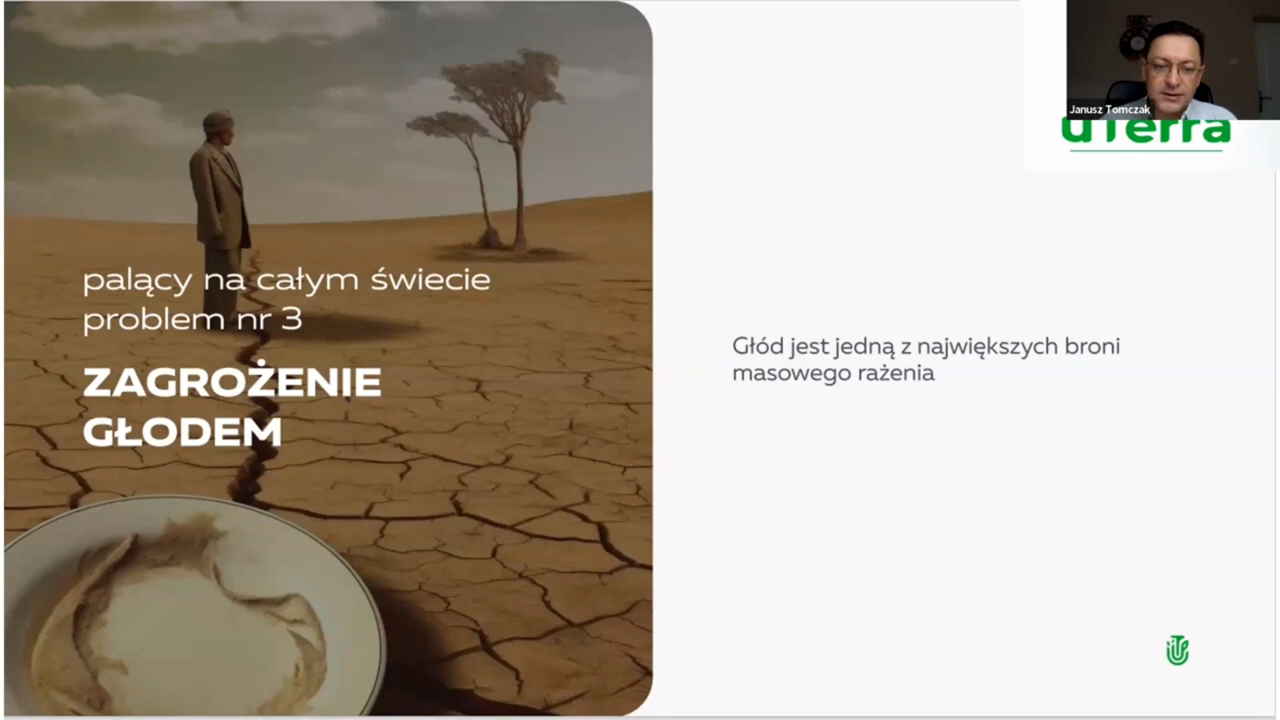 palący na całym świecie
problem nr 3
ZAGROŻENIE
GŁODEM
Głód jest jedną z największych broni
masowego rażenia
Janusz Tomczak
uTerra